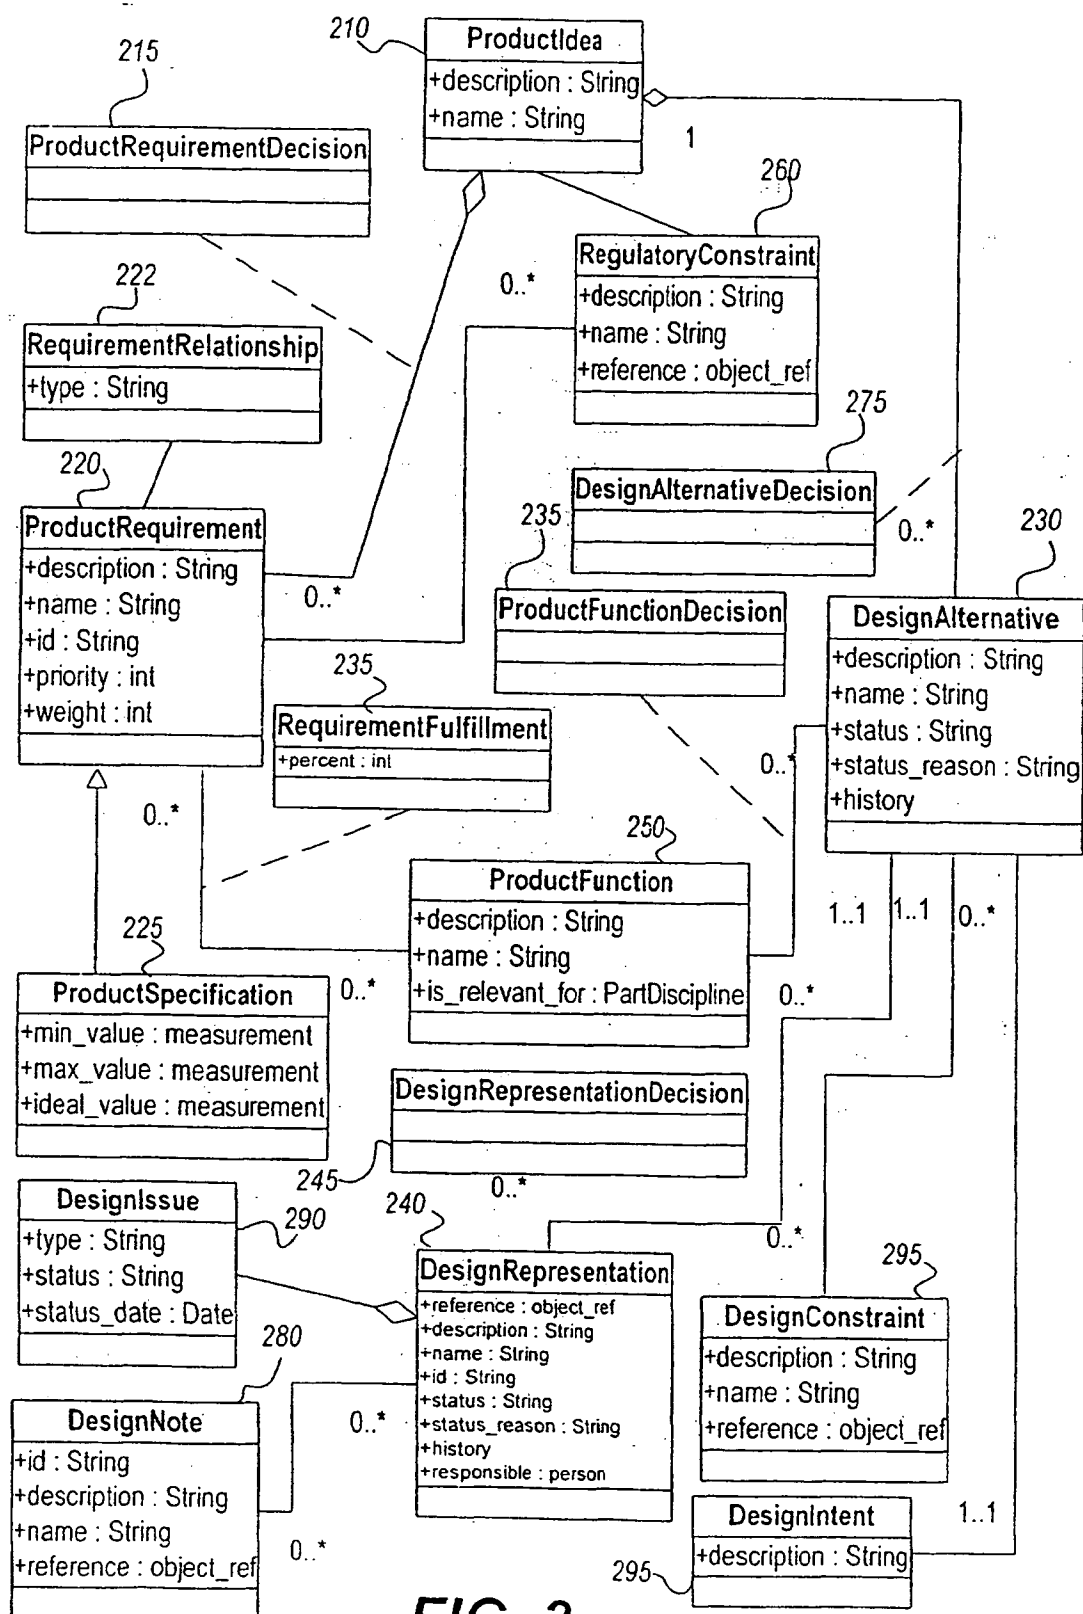 210
ProductIdea
+description : String
+name : String
1
215
ProductRequirementDecision
260
RegulatoryConstraint
+description : String
+name : String
+reference : object_ref
0..*
222
RequirementRelationship
+type : String
275
DesignAlternativeDecision
0..*
220
ProductRequirement
+description : String
+name : String
+id : String
+priority : int
+weight : int
0..*
235
ProductFunctionDecision
230
DesignAlternative
+description : String
+name : String
+status : String
+status_reason : String
+history
235
RequirementFulfillment
+percent : int
0..*
0..*
250
ProductFunction
+description : String
+name : String
+is_relevant_for : PartDiscipline
1..1
1..1
0..*
225
ProductSpecification
+min_value : measurement
+max_value : measurement
+ideal_value : measurement
0..*
0..*
DesignRepresentationDecision
245
0..*
DesignIssue
290
+type : String
+status : String
+status_date : Date
240
DesignRepresentation
+reference : object_ref
+description : String
+name : String
+id : String
+status : String
+status_reason : String
+history
+responsible : person
0..*
295
DesignConstraint
+description : String
+name : String
+reference : object_ref
280
DesignNote
+id : String
+description : String
+name : String
+reference : object_ref
0..*
0..*
DesignIntent
+description : String
1..1
295